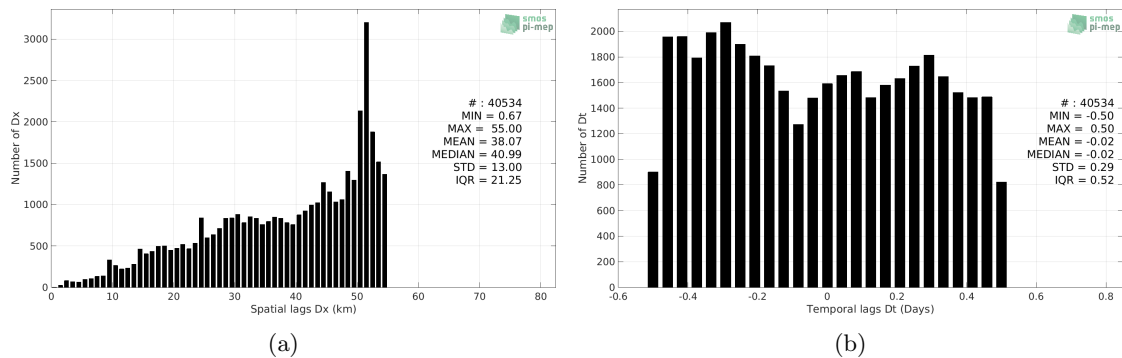 smos
pi-mep
3000
2500
2000
1500
1000
500
0
Number of Dx
# : 40534
MIN = 0.67
MAX = 55.00
MEAN = 38.07
MEDIAN = 40.99
STD = 13.00
IQR = 21.25
0 10 20 30 40 50 60 70 80
Spatial lags Dx (km)
(a)
smos
pi-mep
2000
1800
1600
1400
1200
1000
800
600
400
200
0
Number of Dt
# : 40534
MIN = -0.50
MAX = 0.50
MEAN = -0.02
MEDIAN = -0.02
STD = 0.29
IQR = 0.52
-0.6 -0.4 -0.2 0 0.2 0.4 0.6 0.8
Temporal lags Dt (Days)
(b)